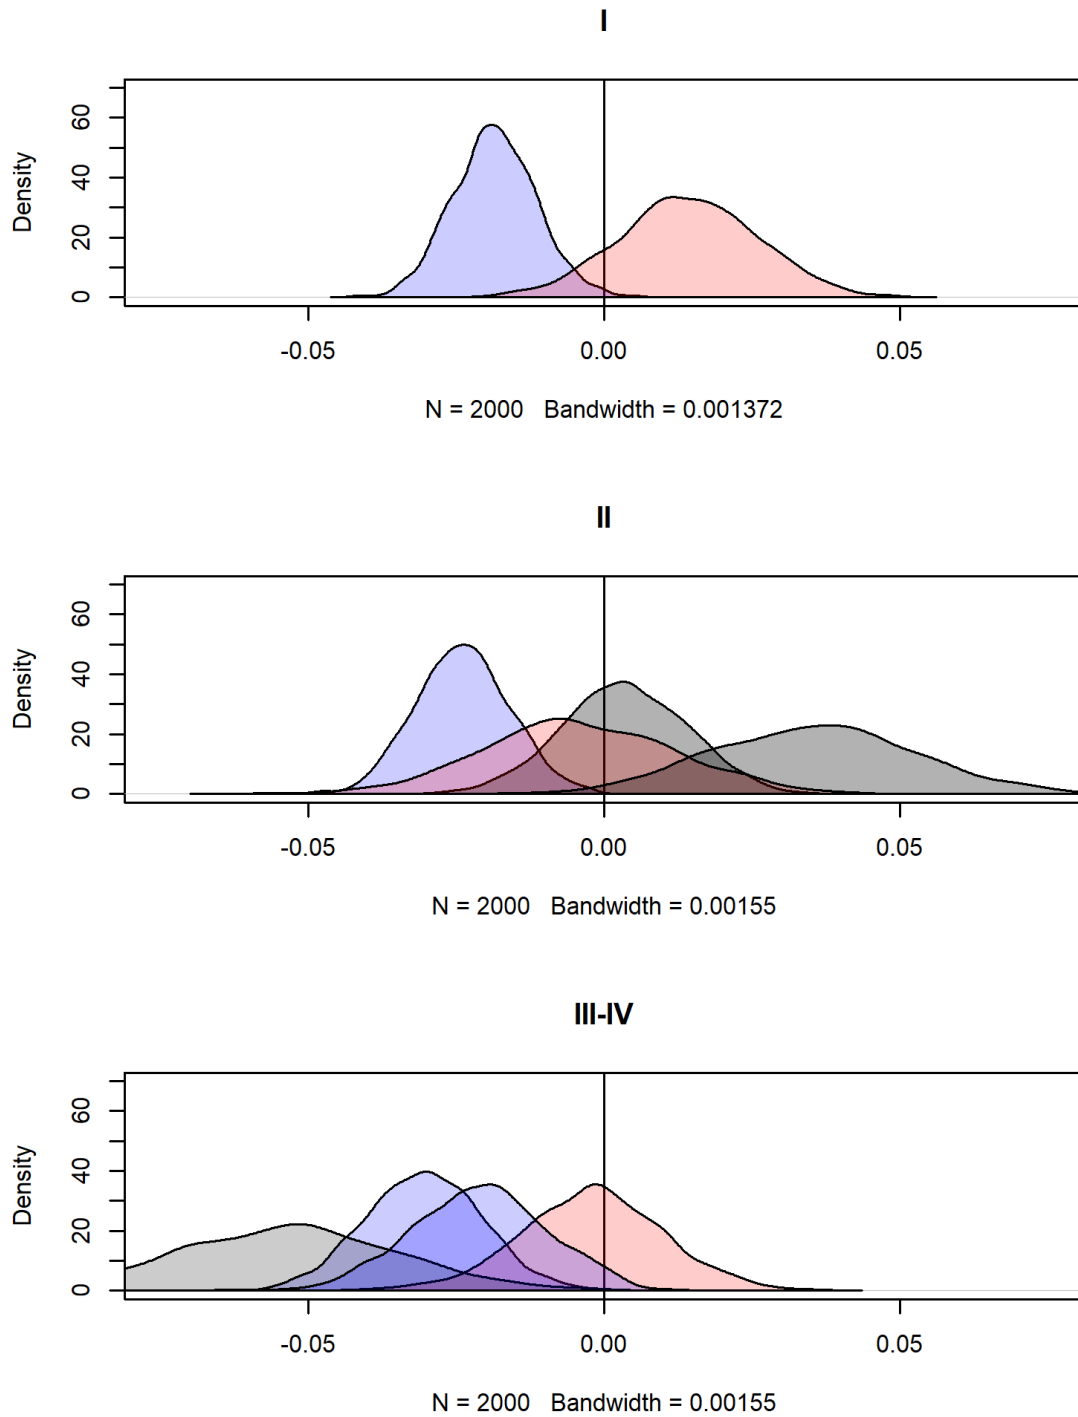 I
Density
0 20 40 60
-0.05 0.00 0.05
N = 2000 Bandwidth = 0.001372
II
Density
0 20 40 60
-0.05 0.00 0.05
N = 2000 Bandwidth = 0.00155
III-IV
Density
0 20 40 60
-0.05 0.00 0.05
N = 2000 Bandwidth = 0.00155